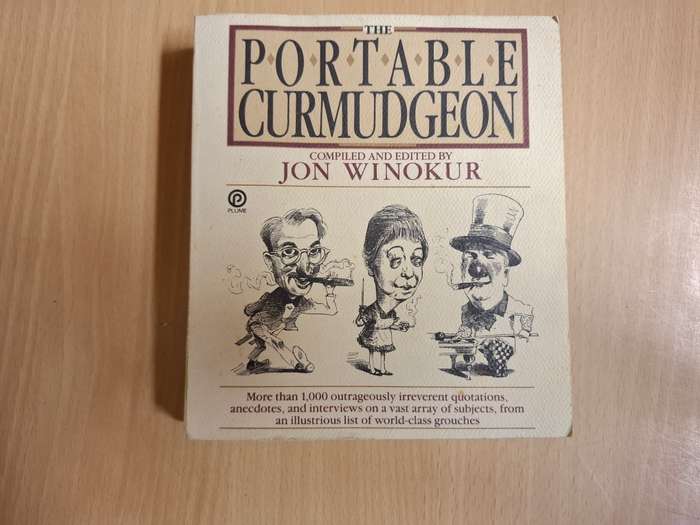 THE
PORTABLE
CURMUDGEON
COMPILED AND EDITED BY
JON WINOKUR
P
PLUME
More than 1,000 outrageously irreverent quotations,
anecdotes, and interviews on a vast array of subjects, from
an illustrious list of world-class grouches